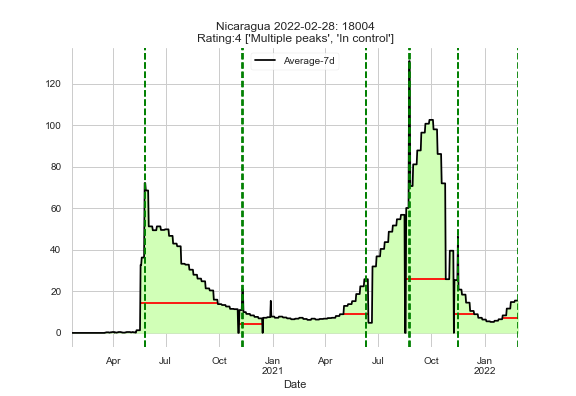 Nicaragua 2022-02-28: 18004
Rating:4 ['Multiple peaks', 'In control']
Average-7d
120
100
80
60
40
20
0
Apr Jul Oct Jan Apr Jul Oct Jan
2021 2022
Date